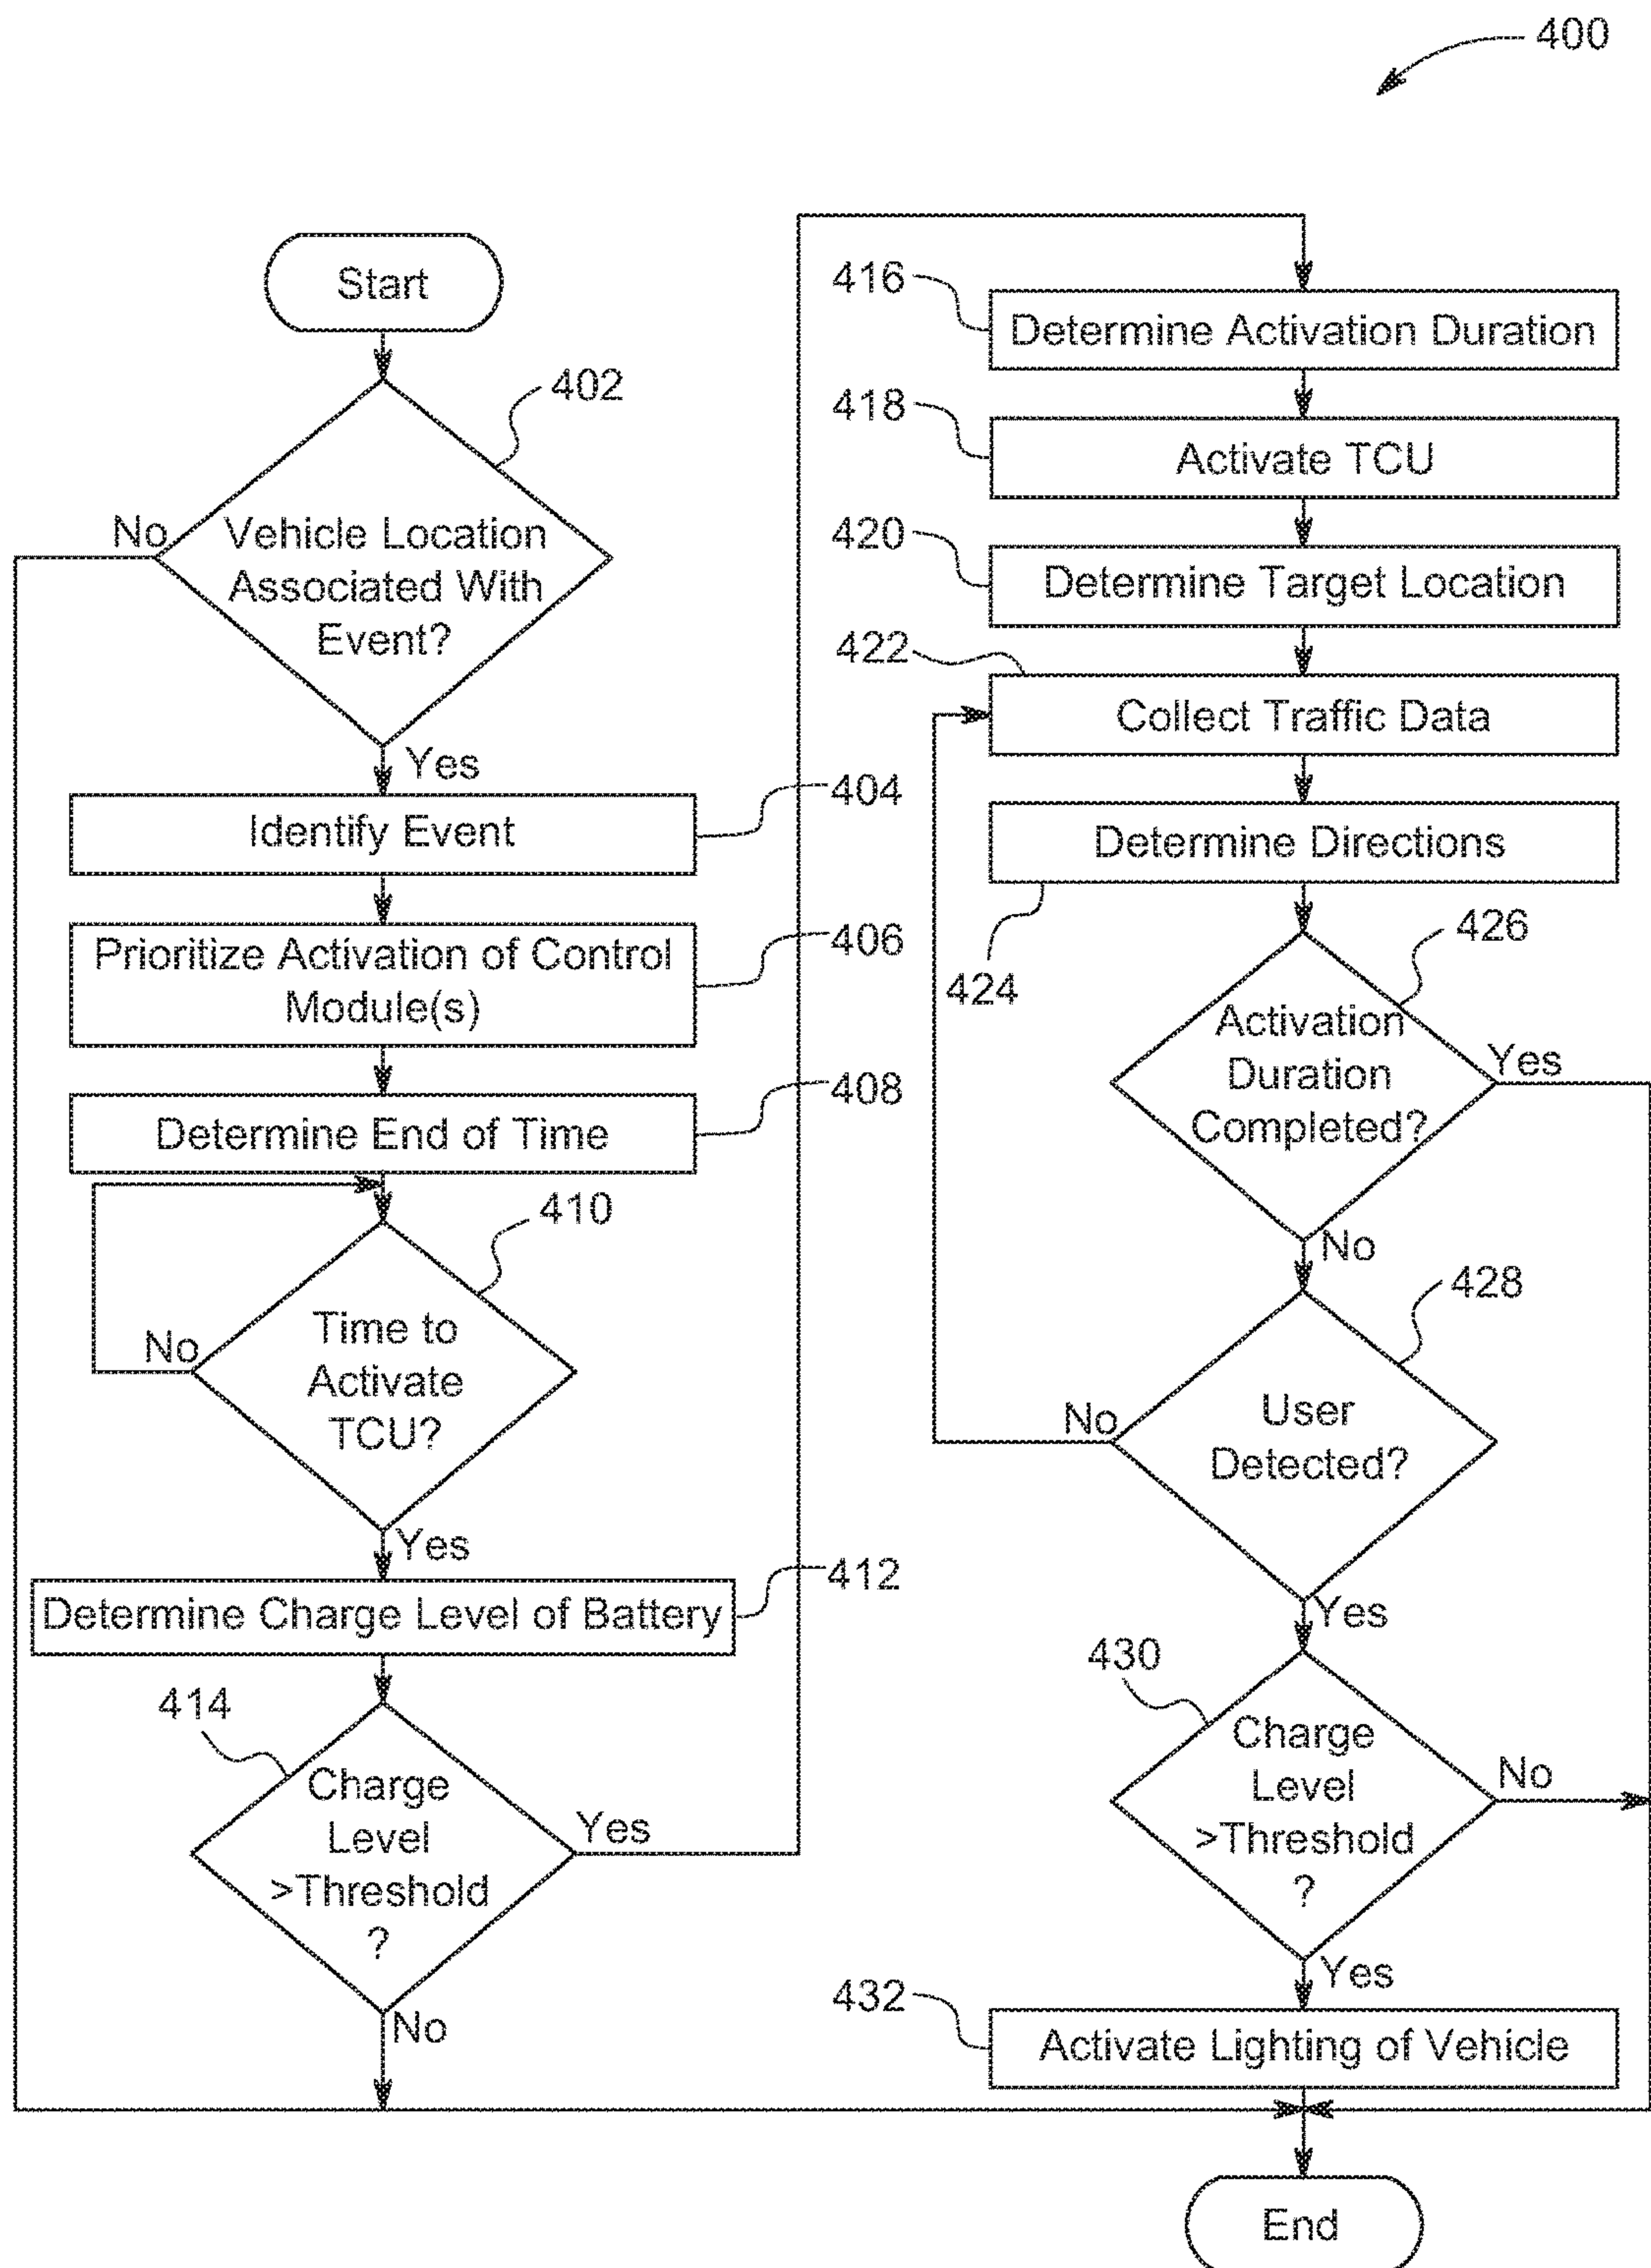 400
Start
402
No
Vehicle Location
Associated With
Event?
Yes
404
Identify Event
406
Prioritize Activation of Control
Module(s)
408
Determine End of Time
410
No
Time to
Activate
TCU?
Yes
412
Determine Charge Level of Battery
414
Charge
Level
>Threshold
?
Yes
No
416
Determine Activation Duration
418
Activate TCU
420
Determine Target Location
422
Collect Traffic Data
Determine Directions
424
426
Activation
Duration
Completed?
Yes
No
428
No
User
Detected?
Yes
430
Charge
Level
>Threshold
?
No
Yes
432
Activate Lighting of Vehicle
End